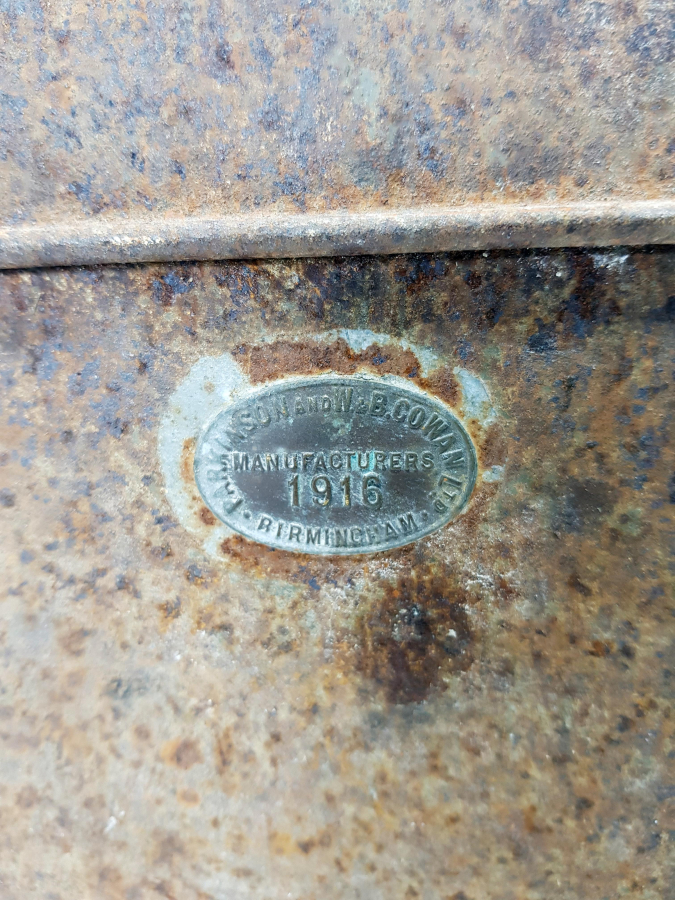 AND W. & B. COWAN LTD
MANUFACTURERS
1916
· BIRMINGHAM ·